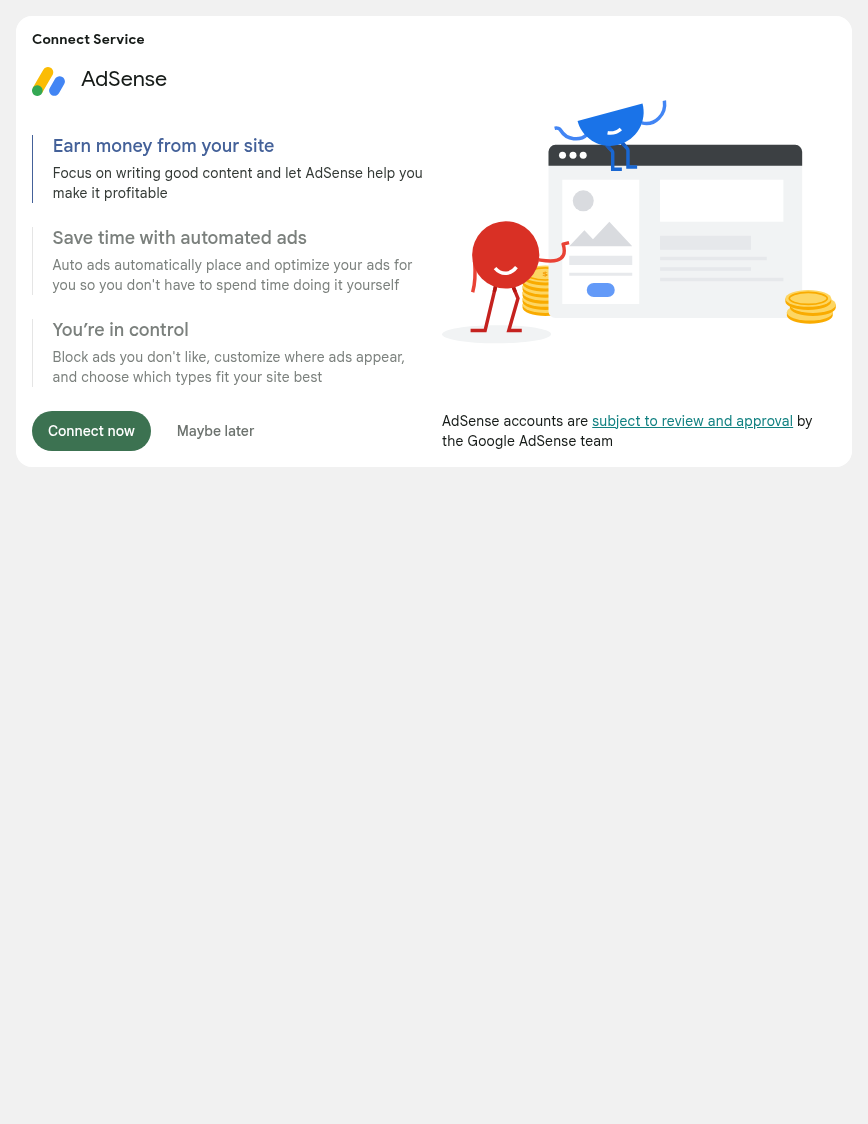 Connect Service
AdSense
Earn money from your site
Focus on writing good content and let AdSense help you
make it profitable
Save time with automated ads
Auto ads automatically place and optimize your ads for
you so you don't have to spend time doing it yourself
You’re in control
Block ads you don't like, customize where ads appear,
and choose which types fit your site best
Connect now
Maybe later
AdSense accounts are subject to review and approval by
the Google AdSense team